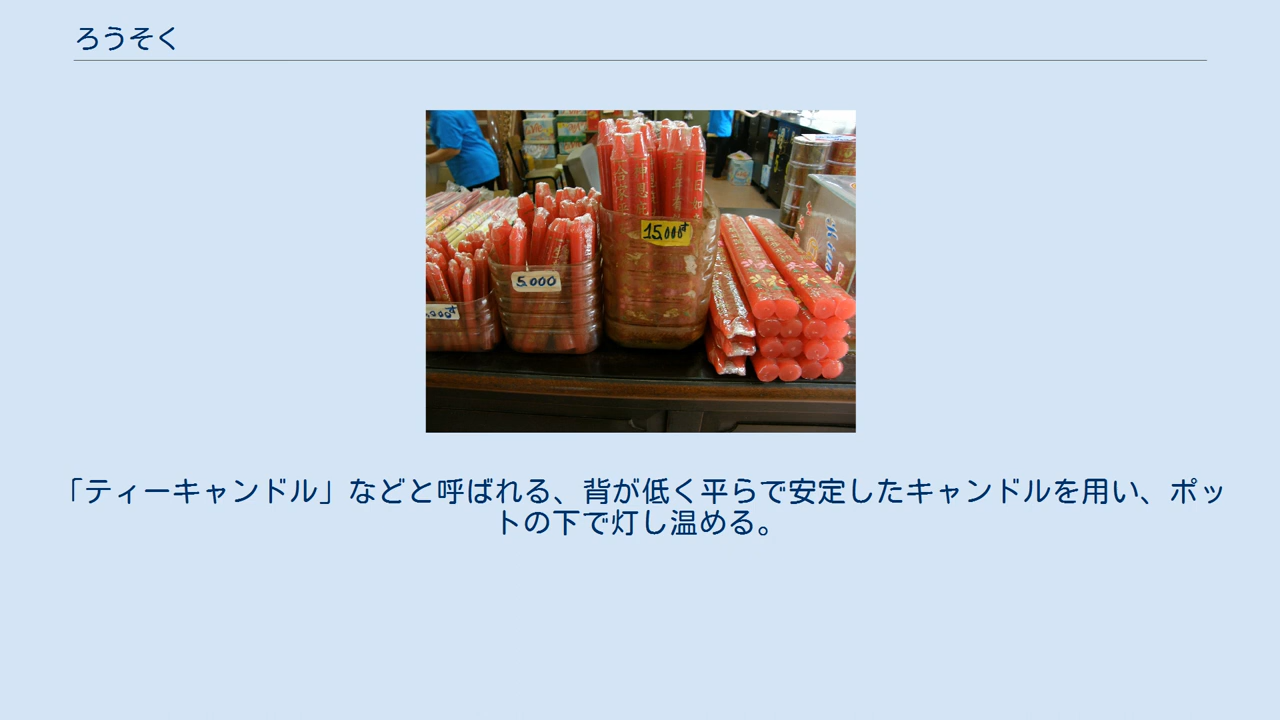 ろうそく
15,000đ
5.000
「ティーキャンドル」などと呼ばれる、背が低く平らで安定したキャンドルを用い、ポッ
トの下で灯し温める。